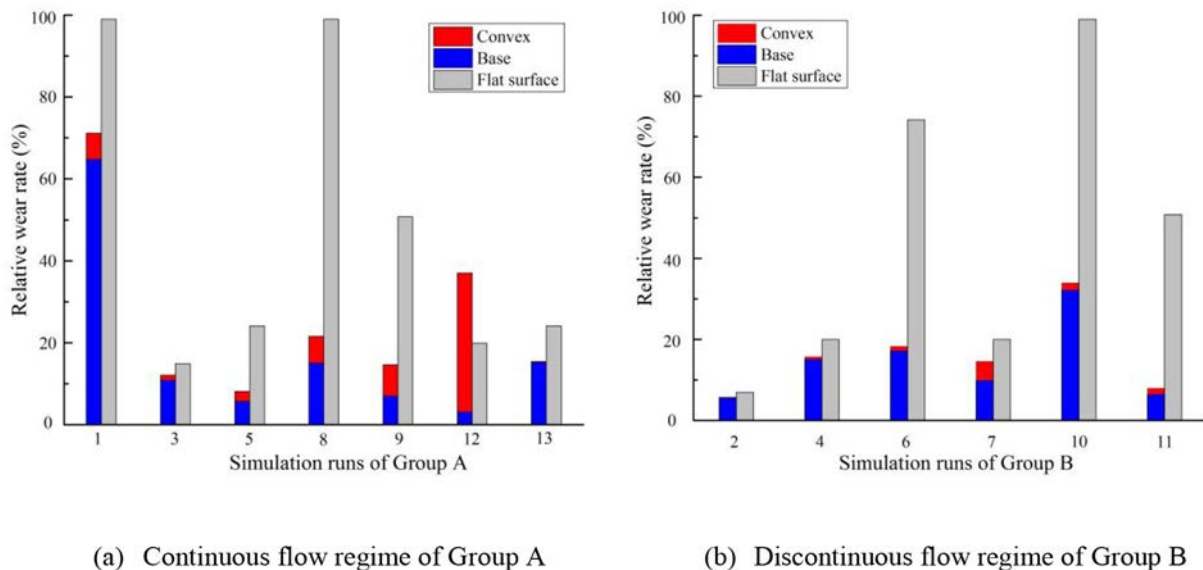 100
80
60
40
20
0
Relative wear rate (%)
Convex
Base
Flat surface
1 3 5 8 9 12 13
Simulation runs of Group A
100
80
60
40
20
0
Relative wear rate (%)
Convex
Base
Flat surface
2 4 6 7 10 11
Simulation runs of Group B
(a) Continuous flow regime of Group A
(b) Discontinuous flow regime of Group B